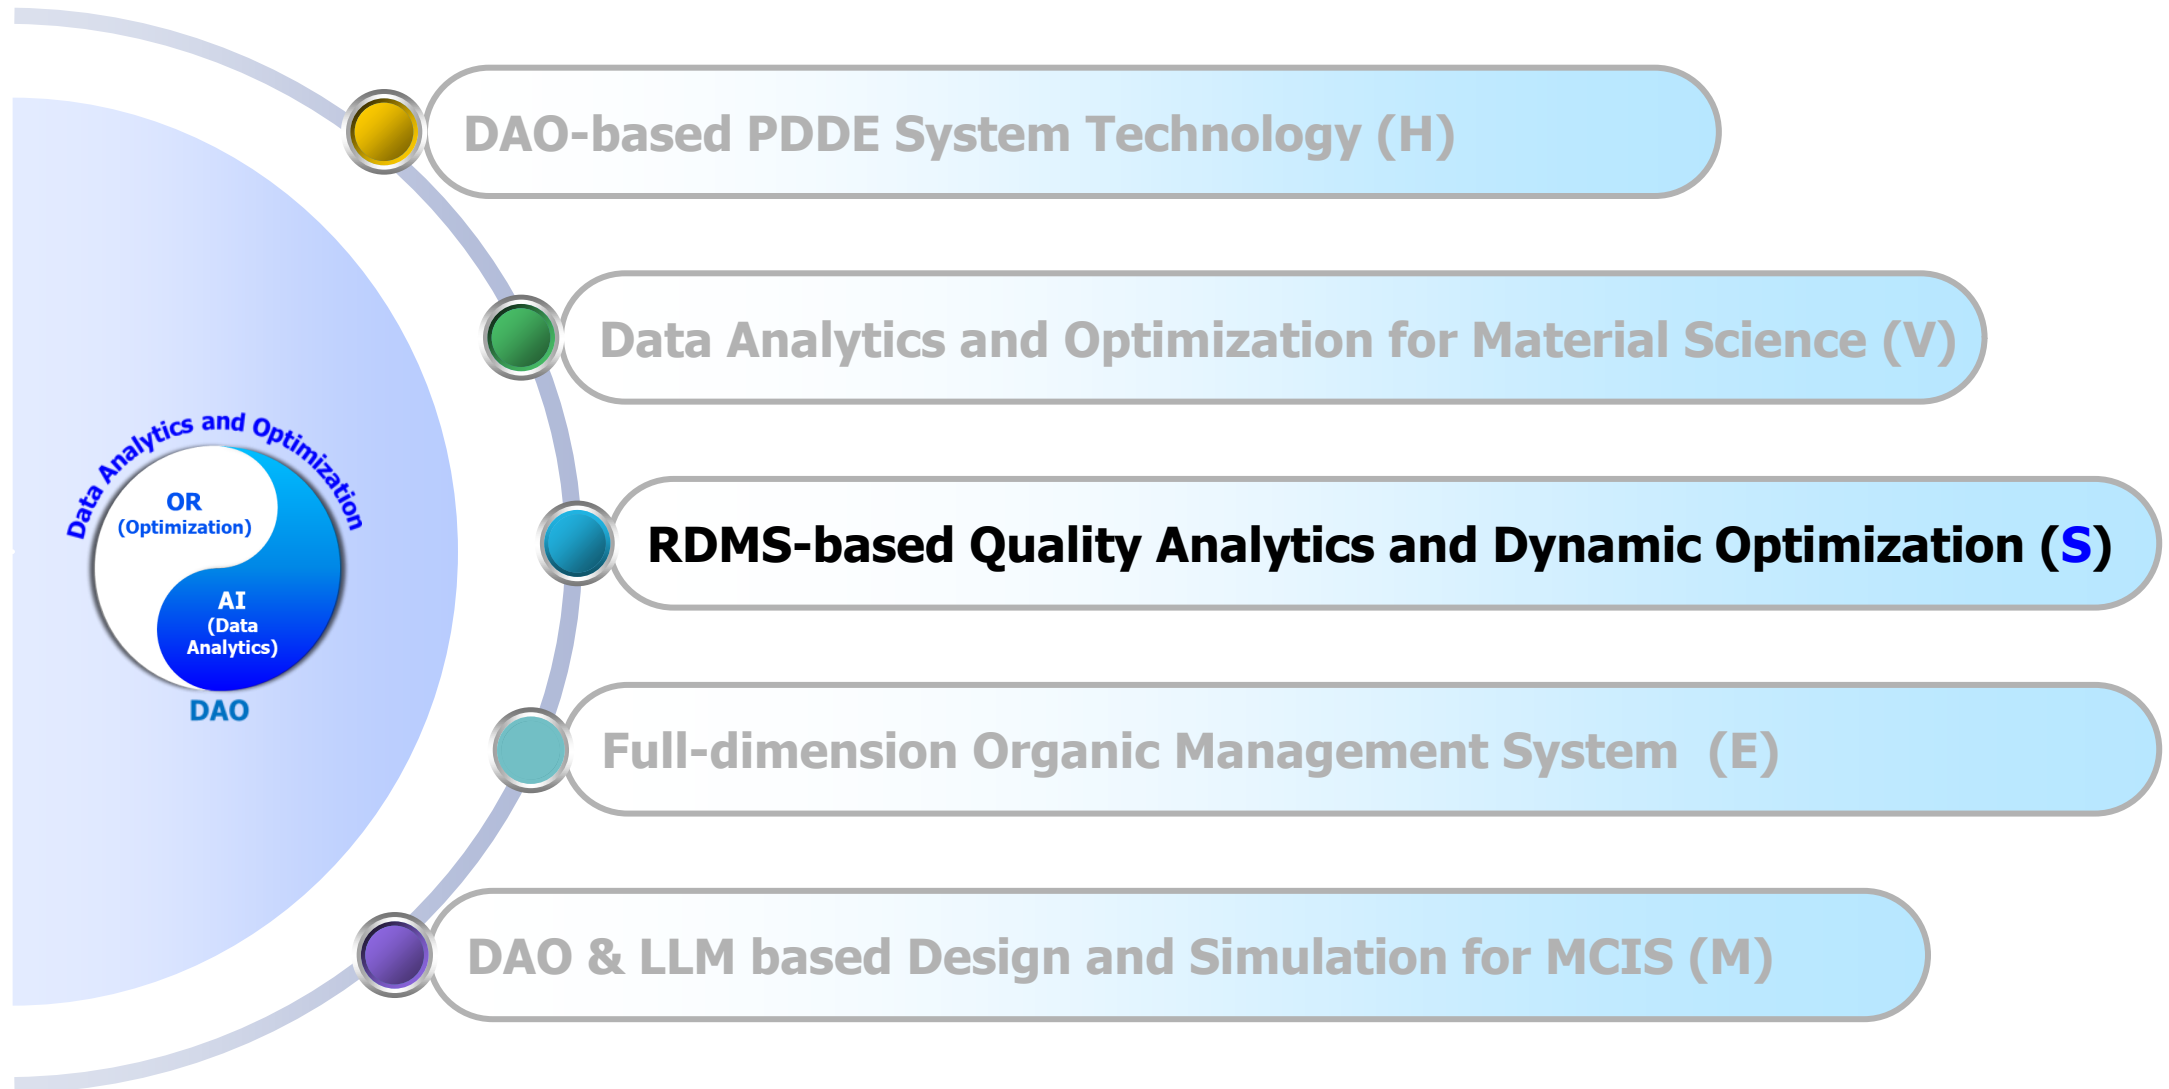 DAO-based PDDE System Technology (H)
Data Analytics and Optimization for Material Science (V)
RDMS-based Quality Analytics and Dynamic Optimization (S)
Full-dimension Organic Management System  (E)
DAO & LLM based Design and Simulation for MCIS (M)
Data Analytics and Optimization
OR
(Optimization)
AI
(Data
Analytics)
DAO